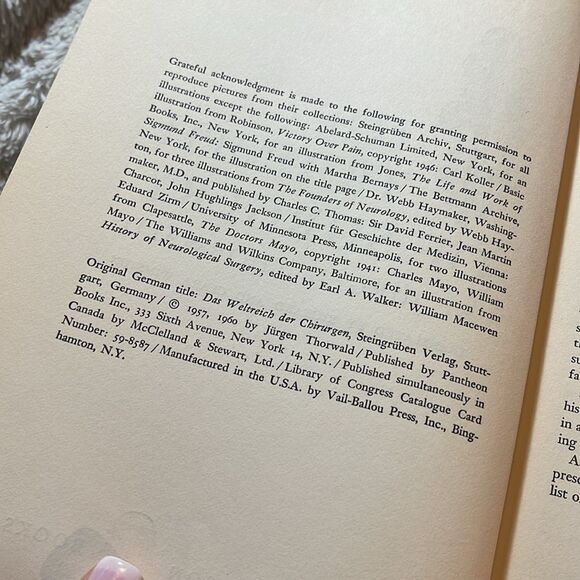 Grateful acknowledgment is made to the following for granting permission to
reproduce pictures from their collections: Steingrüben Archiv, Stuttgart, for all
illustrations except the following: Abelard-Schuman Limited, New York, for an
illustration from Robinson, Victory Over Pain, copyright 1946: Carl Koller/Basic
Books, Inc., New York, for an illustration from Jones, The Life and Work of
Sigmund Freud: Sigmund Freud with Martha Bernays/The Bettmann Archive,
New York, for the illustration on the title page/Dr. Webb Haymaker, Washing-
ton, for three illustrations from The Founders of Neurology, edited by Webb Hay-
maker, M.D., and published by Charles C. Thomas: Sir David Ferrier, Jean Martin
Charcot, John Hughlings Jackson/Institut für Geschichte der Medizin, Vienna:
Eduard Zirm/University of Minnesota Press, Minneapolis, for two illustrations
from Clapesattle, The Doctors Mayo, copyright 1941: Charles Mayo, William
Mayo/The Williams and Wilkins Company, Baltimore, for an illustration from
History of Neurological Surgery, edited by Earl A. Walker: William Macewen
Original German title: Das Weltreich der Chirurgen, Steingrüben Verlag, Stutt-
gart, Germany/© 1957, 1960 by Jürgen Thorwald/Published by Pantheon
Books Inc., 333 Sixth Avenue, New York 14, N.Y./Published simultaneously in
Canada by McClelland & Stewart, Ltd./Library of Congress Catalogue Card
Number: 59-8587/Manufactured in the U.S.A. by Vail-Ballou Press, Inc., Bing-
hamton, N.Y.
his
in a
ing
A
prese
list o